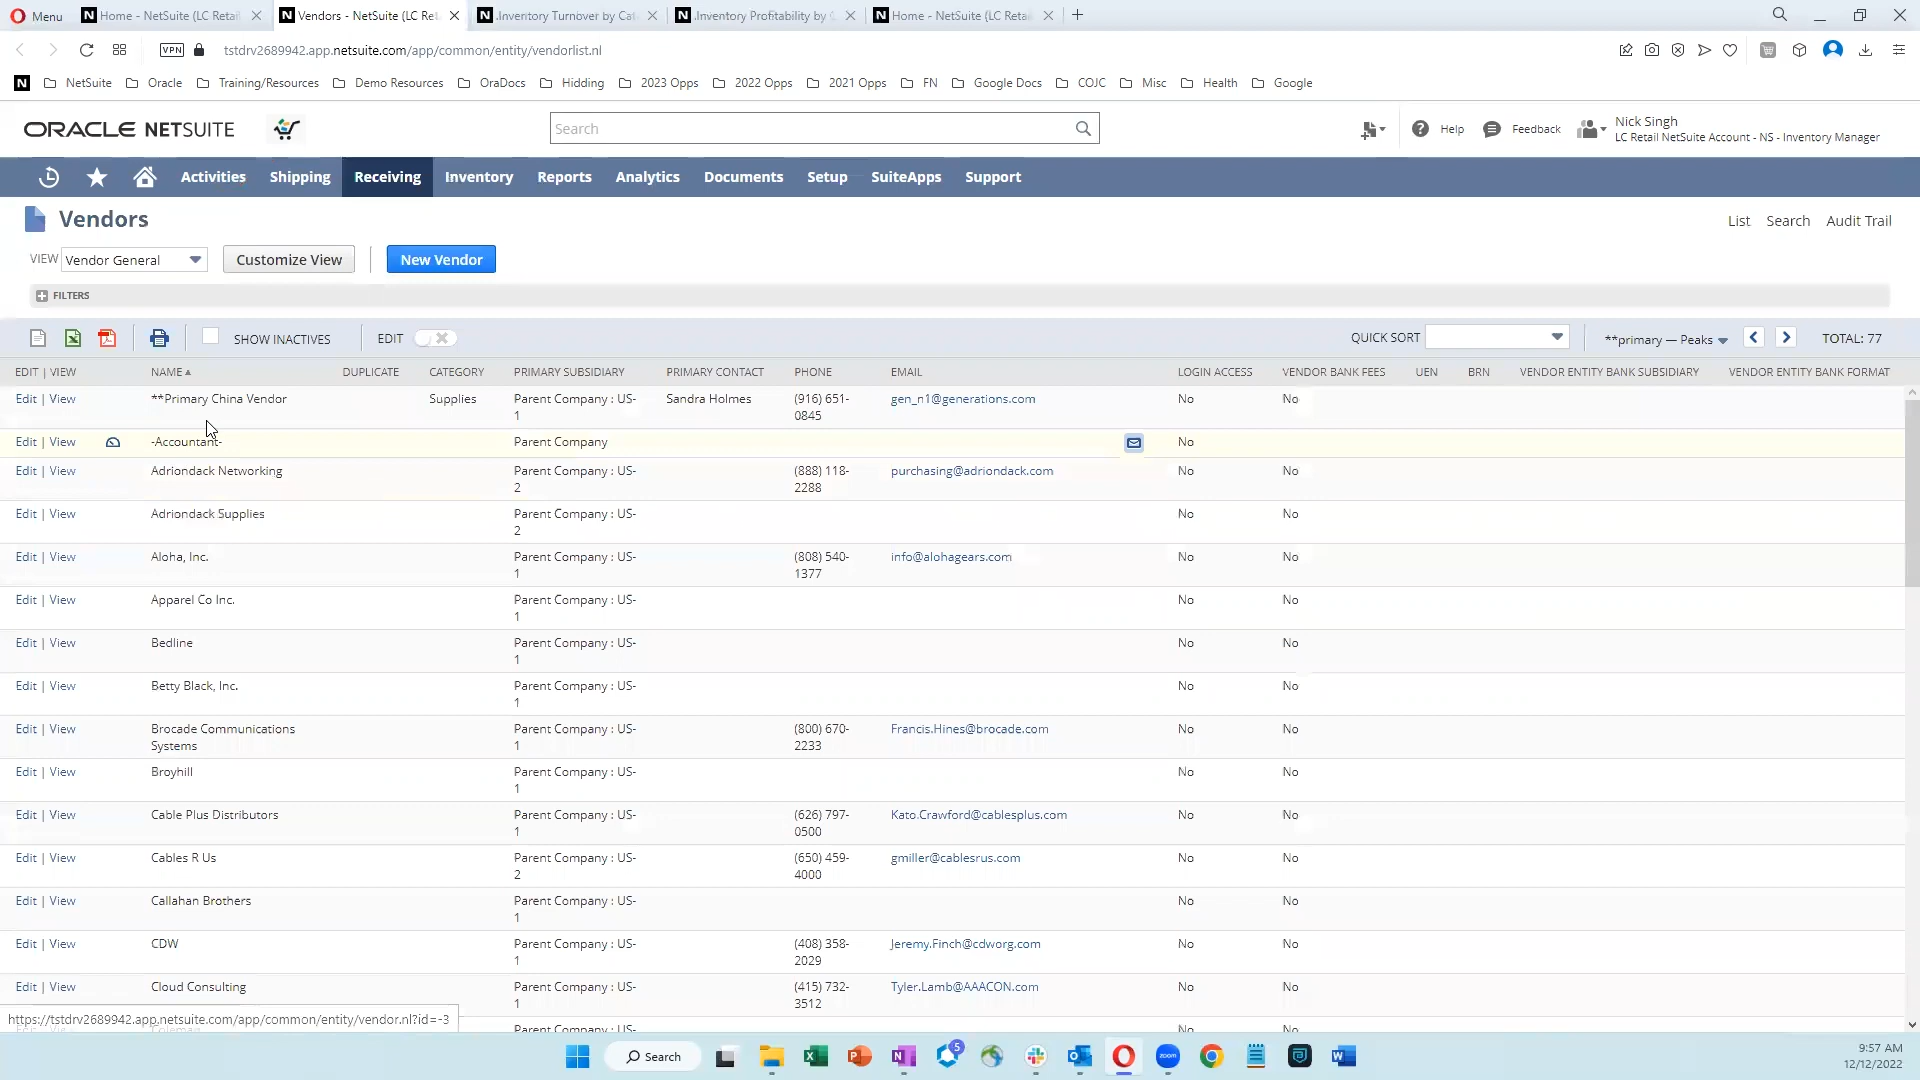 Menu
Home - NetSuite (LC Retail
Vendors - NetSuite (LC Ret
.Inventory Turnover by Cat
.Inventory Profitability by C
Home - NetSuite (LC Retai
VPN
tstdrv2689942.app.netsuite.com/app/common/entity/vendorlist.nl
N NetSuite Oracle Training/Resources Demo Resources OraDocs Hidding 2023 Opps 2022 Opps 2021 Opps FN Google Docs COJC Misc Health Google
ORACLE NETSUITE
Search
Help
Feedback
Nick Singh
LC Retail NetSuite Account - NS - Inventory Manager
Activities Shipping Receiving Inventory Reports Analytics Documents Setup SuiteApps Support
Vendors
List Search Audit Trail
VIEW Vendor General Customize View New Vendor
FILTERS
SHOW INACTIVES EDIT QUICK SORT **primary — Peaks TOTAL: 77
EDIT | VIEW NAME DUPLICATE CATEGORY PRIMARY SUBSIDIARY PRIMARY CONTACT PHONE EMAIL LOGIN ACCESS VENDOR BANK FEES UEN BRN VENDOR ENTITY BANK SUBSIDIARY VENDOR ENTITY BANK FORMAT
Edit | View **Primary China Vendor Supplies Parent Company : US- Sandra Holmes (916) 651- gen_n1@generations.com No No
1 0845
Edit | View -Accountant- Parent Company No
Edit | View Adriondack Networking Parent Company : US- (888) 118- purchasing@adriondack.com No No
2 2288
Edit | View Adriondack Supplies Parent Company : US- No No
2
Edit | View Aloha, Inc. Parent Company : US- (808) 540- info@alohagears.com No No
1 1377
Edit | View Apparel Co Inc. Parent Company : US- No No
1
Edit | View Bedline Parent Company : US- No No
1
Edit | View Betty Black, Inc. Parent Company : US- No No
1
Edit | View Brocade Communications Parent Company : US- (800) 670- Francis.Hines@brocade.com No No
Systems 1 2233
Edit | View Broyhill Parent Company : US- No No
1
Edit | View Cable Plus Distributors Parent Company : US- (626) 797- Kato.Crawford@cablesplus.com No No
1 0500
Edit | View Cables R Us Parent Company : US- (650) 459- gmiller@cablesrus.com No No
2 4000
Edit | View Callahan Brothers Parent Company : US- No No
1
Edit | View CDW Parent Company : US- (408) 358- Jeremy.Finch@cdworg.com No No
1 2029
Edit | View Cloud Consulting Parent Company : US- (415) 732- Tyler.Lamb@AAACON.com No No
1 3512
https://tstdrv2689942.app.netsuite.com/app/common/entity/vendor.nl?id=-3
Parent Company : US- No No
Search
5
zoom
9:57 AM
12/12/2022